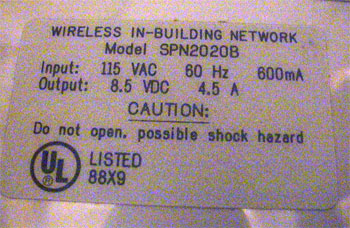 WIRELESS IN-BUILDING NETWORK
Model SPN2020B
Input: 115 VAC 60 Hz 600mA
Output: 8.5 VDC 4.5 A
CAUTION:
Do not open, possible shock hazard
UL ® LISTED
88X9